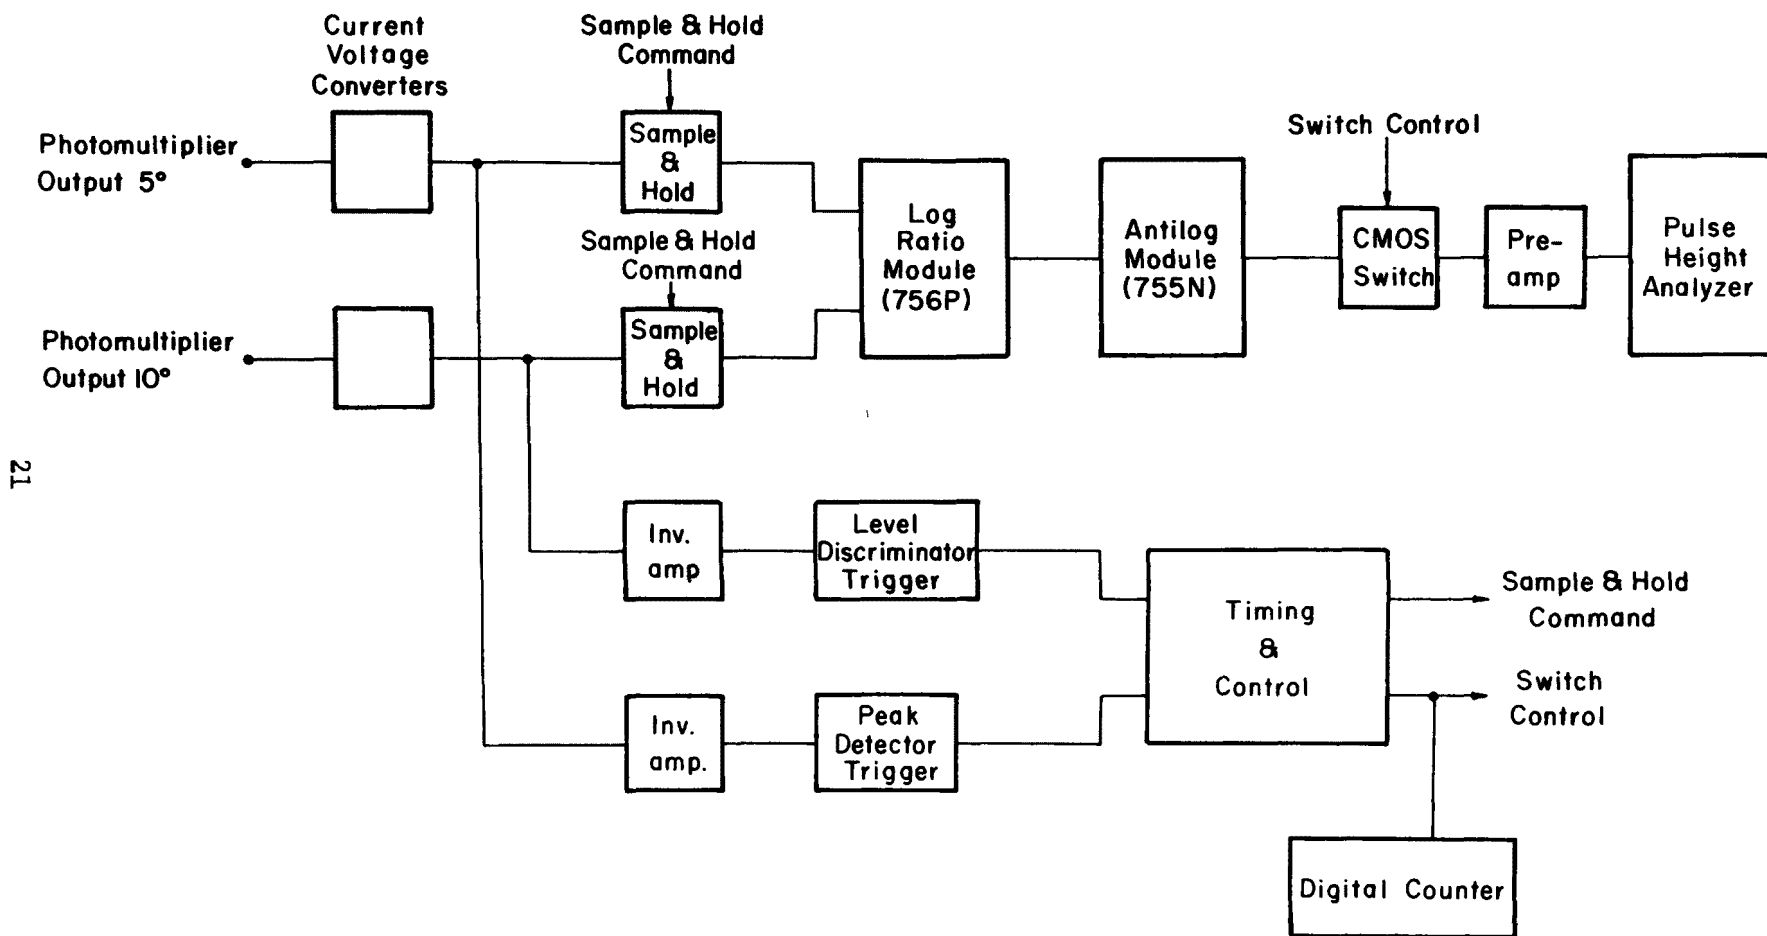 Current
Voltage
Converters
Sample & Hold
Command
Photomultiplier
Output 5°
Sample
&
Hold
Switch Control
Log
Ratio
Module
(756P)
Antilog
Module
(755N)
CMOS
Switch
Pre-
amp
Pulse
Height
Analyzer
Sample & Hold
Command
Photomultiplier
Output 10°
Sample
&
Hold
21
Inv.
amp
Level
Discriminator
Trigger
Timing
&
Control
Sample & Hold
Command
Switch
Control
Inv.
amp.
Peak
Detector
Trigger
Digital Counter